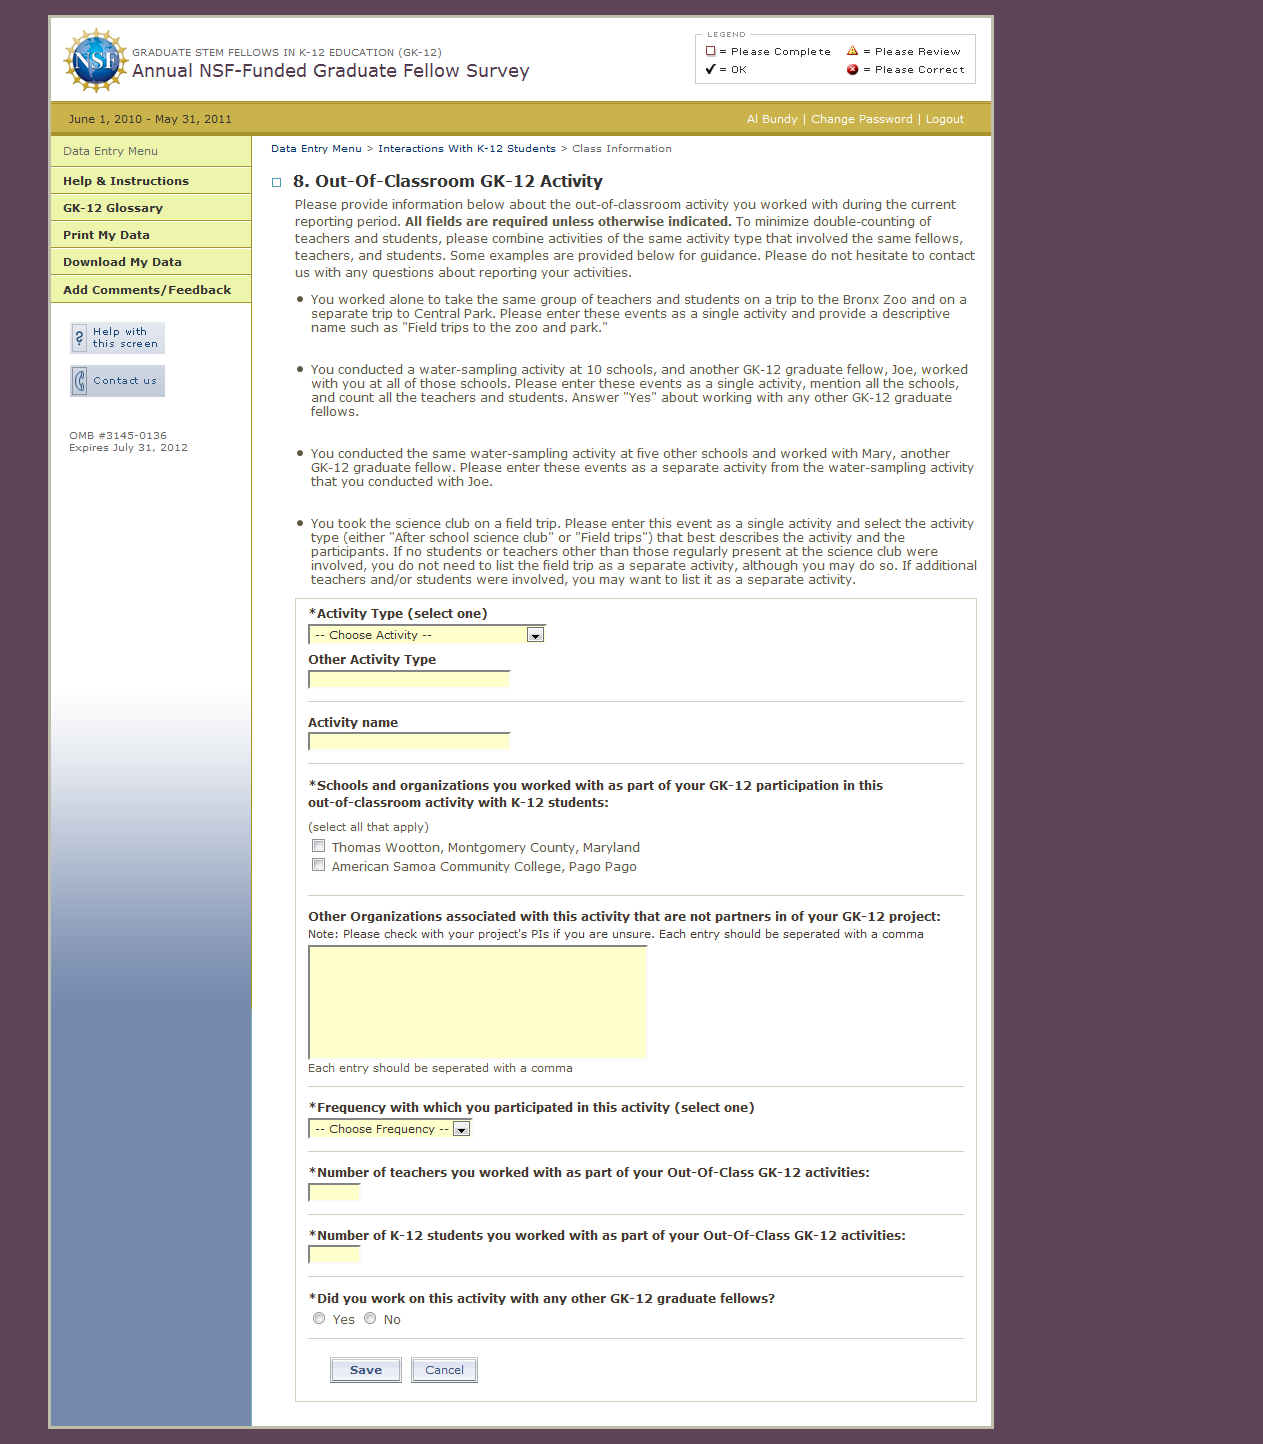 NSF
GRADUATE STEM FELLOWS IN K-12 EDUCATION (GK-12)
Annual NSF-Funded Graduate Fellow Survey
LEGEND
= Please Complete
= Please Review
= OK
= Please Correct
June 1, 2010 - May 31, 2011
Al Bundy | Change Password | Logout
Data Entry Menu
Help & Instructions
GK-12 Glossary
Print My Data
Download My Data
Add Comments/Feedback
? Help with
this screen
Contact us
OMB #3145-0136
Expires July 31, 2012
Data Entry Menu > Interactions With K-12 Students > Class Information
8. Out-Of-Classroom GK-12 Activity
Please provide information below about the out-of-classroom activity you worked with during the current
reporting period. All fields are required unless otherwise indicated. To minimize double-counting of
teachers and students, please combine activities of the same activity type that involved the same fellows,
teachers, and students. Some examples are provided below for guidance. Please do not hesitate to contact
us with any questions about reporting your activities.
• You worked alone to take the same group of teachers and students on a trip to the Bronx Zoo and on a
separate trip to Central Park. Please enter these events as a single activity and provide a descriptive
name such as "Field trips to the zoo and park."
• You conducted a water-sampling activity at 10 schools, and another GK-12 graduate fellow, Joe, worked
with you at all of those schools. Please enter these events as a single activity, mention all the schools,
and count all the teachers and students. Answer "Yes" about working with any other GK-12 graduate
fellows.
• You conducted the same water-sampling activity at five other schools and worked with Mary, another
GK-12 graduate fellow. Please enter these events as a separate activity from the water-sampling activity
that you conducted with Joe.
• You took the science club on a field trip. Please enter this event as a single activity and select the activity
type (either "After school science club" or "Field trips") that best describes the activity and the
participants. If no students or teachers other than those regularly present at the science club were
involved, you do not need to list the field trip as a separate activity, although you may do so. If additional
teachers and/or students were involved, you may want to list it as a separate activity.
*Activity Type (select one)
-- Choose Activity --
Other Activity Type
Activity name
*Schools and organizations you worked with as part of your GK-12 participation in this
out-of-classroom activity with K-12 students:
(select all that apply)
Thomas Wootton, Montgomery County, Maryland
American Samoa Community College, Pago Pago
Other Organizations associated with this activity that are not partners in of your GK-12 project:
Note: Please check with your project's PIs if you are unsure. Each entry should be seperated with a comma
Each entry should be seperated with a comma
*Frequency with which you participated in this activity (select one)
-- Choose Frequency --
*Number of teachers you worked with as part of your Out-Of-Class GK-12 activities:
*Number of K-12 students you worked with as part of your Out-Of-Class GK-12 activities:
*Did you work on this activity with any other GK-12 graduate fellows?
Yes No
Save Cancel